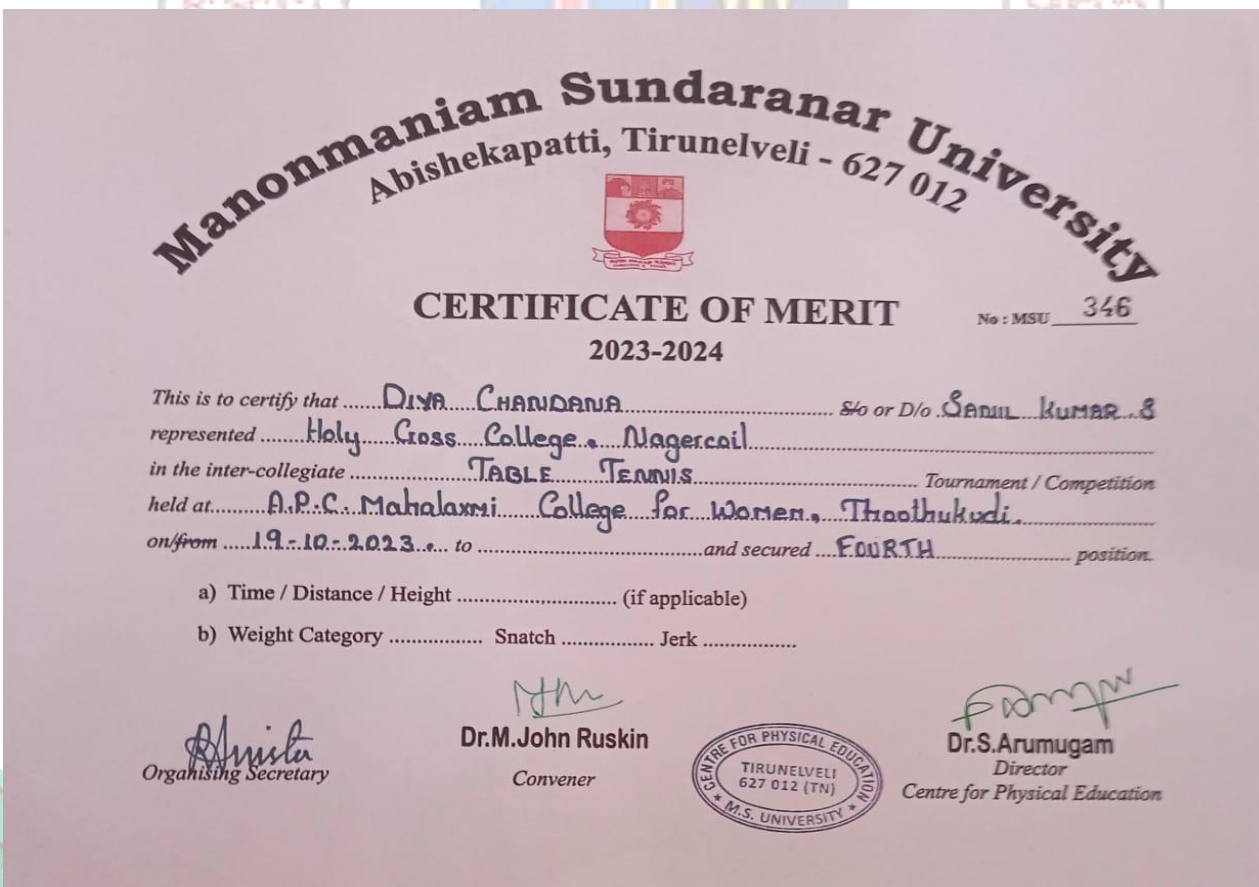 Manonmaniam Sundaranar University
Abishekapatti, Tirunelveli - 627 012
CERTIFICATE OF MERIT
No : MSU 346
2023-2024
This is to certify that ......DIYA CHANDANA...... S/o or D/o .SANIL KUMAR.S
represented ......Holy Cross College, Nagercoil......
in the inter-collegiate ......TABLE TENNIS...... Tournament / Competition
held at......A.P.C. Mahalaxmi College for Women, Thoothukudi.
on/from ......19-10-2023... to ......and secured ...FOURTH...... position.
a) Time / Distance / Height ............................ (if applicable)
b) Weight Category ................ Snatch ................ Jerk ................
Organising Secretary
Dr.M.John Ruskin
Convener
CENTRE FOR PHYSICAL EDUCATION
TIRUNELVELI
627 012 (TN)
M.S. UNIVERSITY
Dr.S.Arumugam
Director
Centre for Physical Education